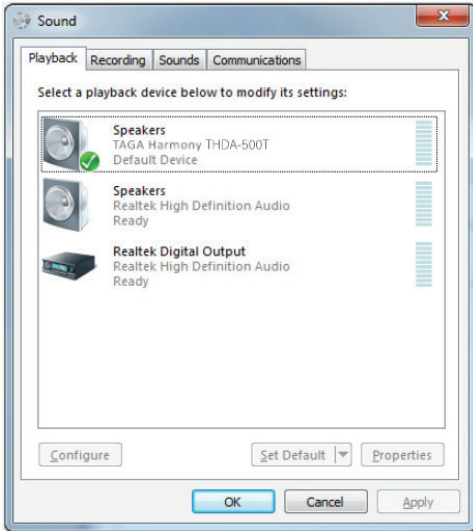 Sound
Playback Recording Sounds Communications
Select a playback device below to modify its settings:
Speakers
TAGA Harmony THDA-500T
Default Device
Speakers
Realtek High Definition Audio
Ready
Realtek Digital Output
Realtek High Definition Audio
Ready
Configure Set Default Properties
OK Cancel Apply